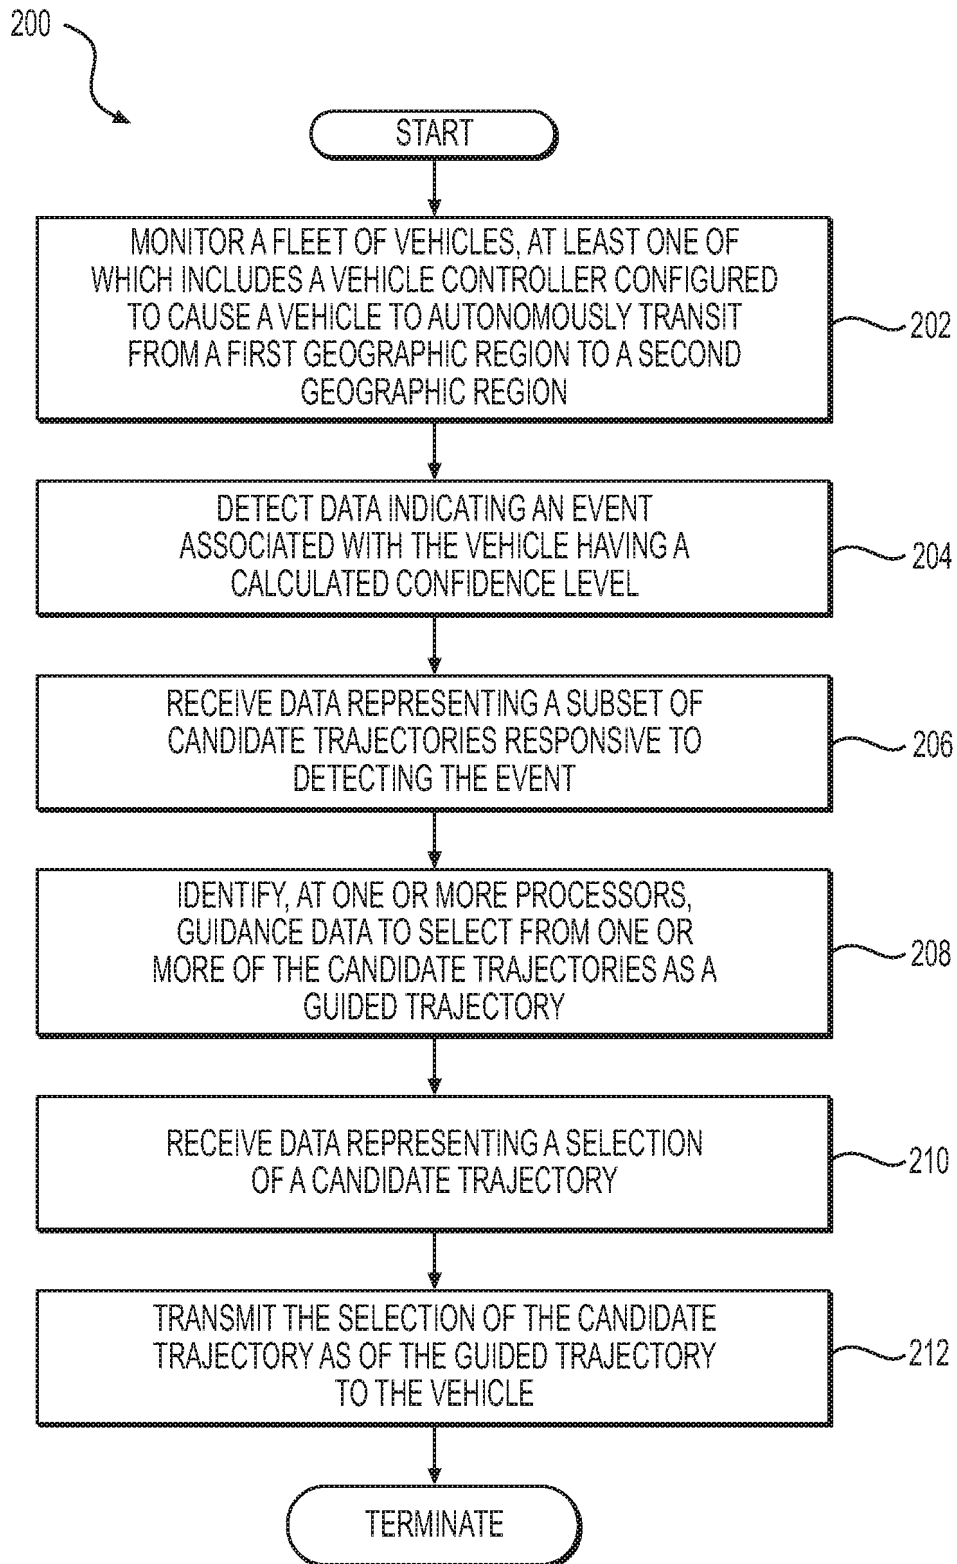 200
START
MONITOR A FLEET OF VEHICLES, AT LEAST ONE OF
WHICH INCLUDES A VEHICLE CONTROLLER CONFIGURED
TO CAUSE A VEHICLE TO AUTONOMOUSLY TRANSIT
FROM A FIRST GEOGRAPHIC REGION TO A SECOND
GEOGRAPHIC REGION
202
DETECT DATA INDICATING AN EVENT
ASSOCIATED WITH THE VEHICLE HAVING A
CALCULATED CONFIDENCE LEVEL
204
RECEIVE DATA REPRESENTING A SUBSET OF
CANDIDATE TRAJECTORIES RESPONSIVE TO
DETECTING THE EVENT
206
IDENTIFY, AT ONE OR MORE PROCESSORS,
GUIDANCE DATA TO SELECT FROM ONE OR
MORE OF THE CANDIDATE TRAJECTORIES AS A
GUIDED TRAJECTORY
208
RECEIVE DATA REPRESENTING A SELECTION
OF A CANDIDATE TRAJECTORY
210
TRANSMIT THE SELECTION OF THE CANDIDATE
TRAJECTORY AS OF THE GUIDED TRAJECTORY
TO THE VEHICLE
212
TERMINATE